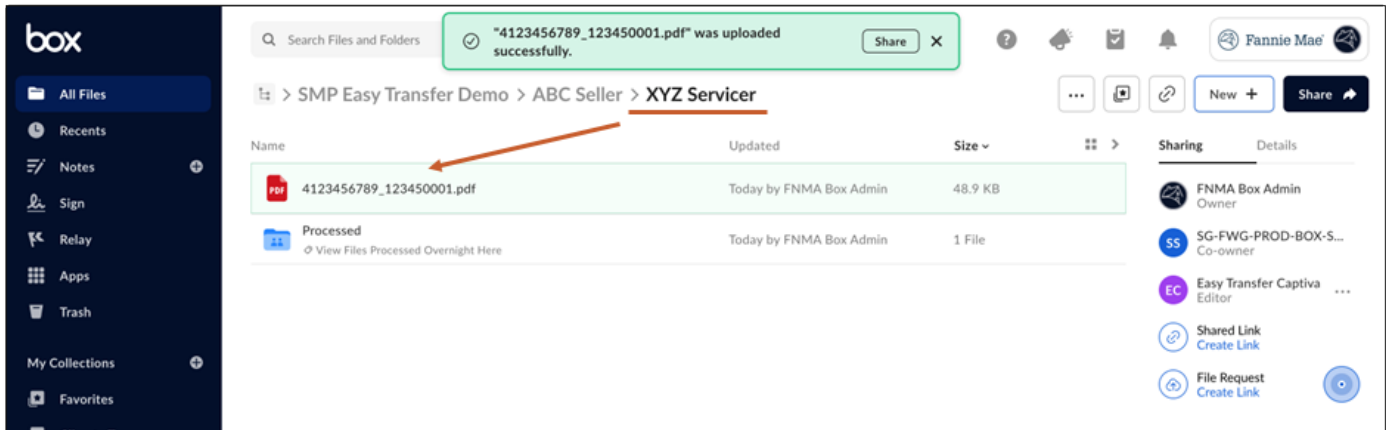 box
Search Files and Folders
"4123456789_123450001.pdf" was uploaded
successfully.
Share
Fannie Mae
All Files
Recents
Notes
Sign
Relay
Apps
Trash
My Collections
Favorites
SMP Easy Transfer Demo > ABC Seller > XYZ Servicer
New +
Share
Name Updated Size
PDF 4123456789_123450001.pdf Today by FNMA Box Admin 48.9 KB
Processed
View Files Processed Overnight Here
Today by FNMA Box Admin 1 File
Sharing Details
FNMA Box Admin
Owner
SS SG-FWG-PROD-BOX-S...
Co-owner
EC Easy Transfer Captiva ...
Editor
Shared Link
Create Link
File Request
Create Link